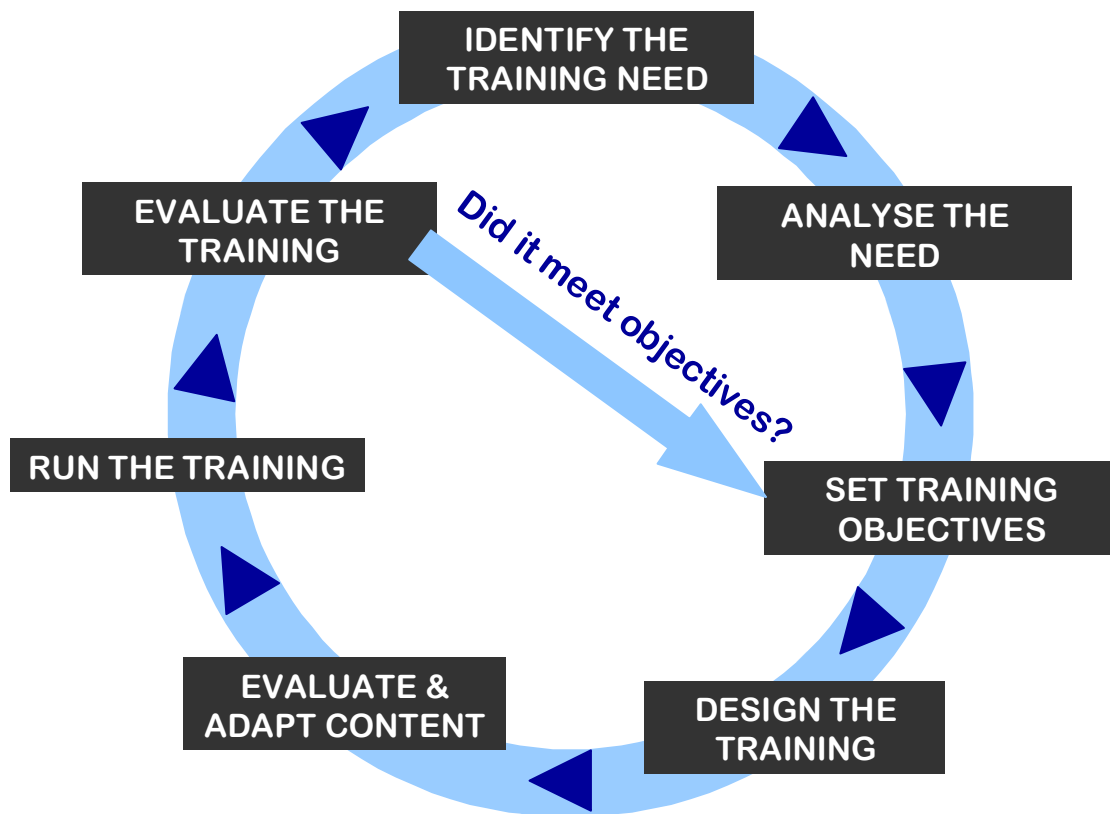 IDENTIFY THE
TRAINING NEED
ANALYSE THE
NEED
SET TRAINING
OBJECTIVES
DESIGN THE
TRAINING
EVALUATE &
ADAPT CONTENT
RUN THE TRAINING
EVALUATE THE
TRAINING
Did it meet objectives?